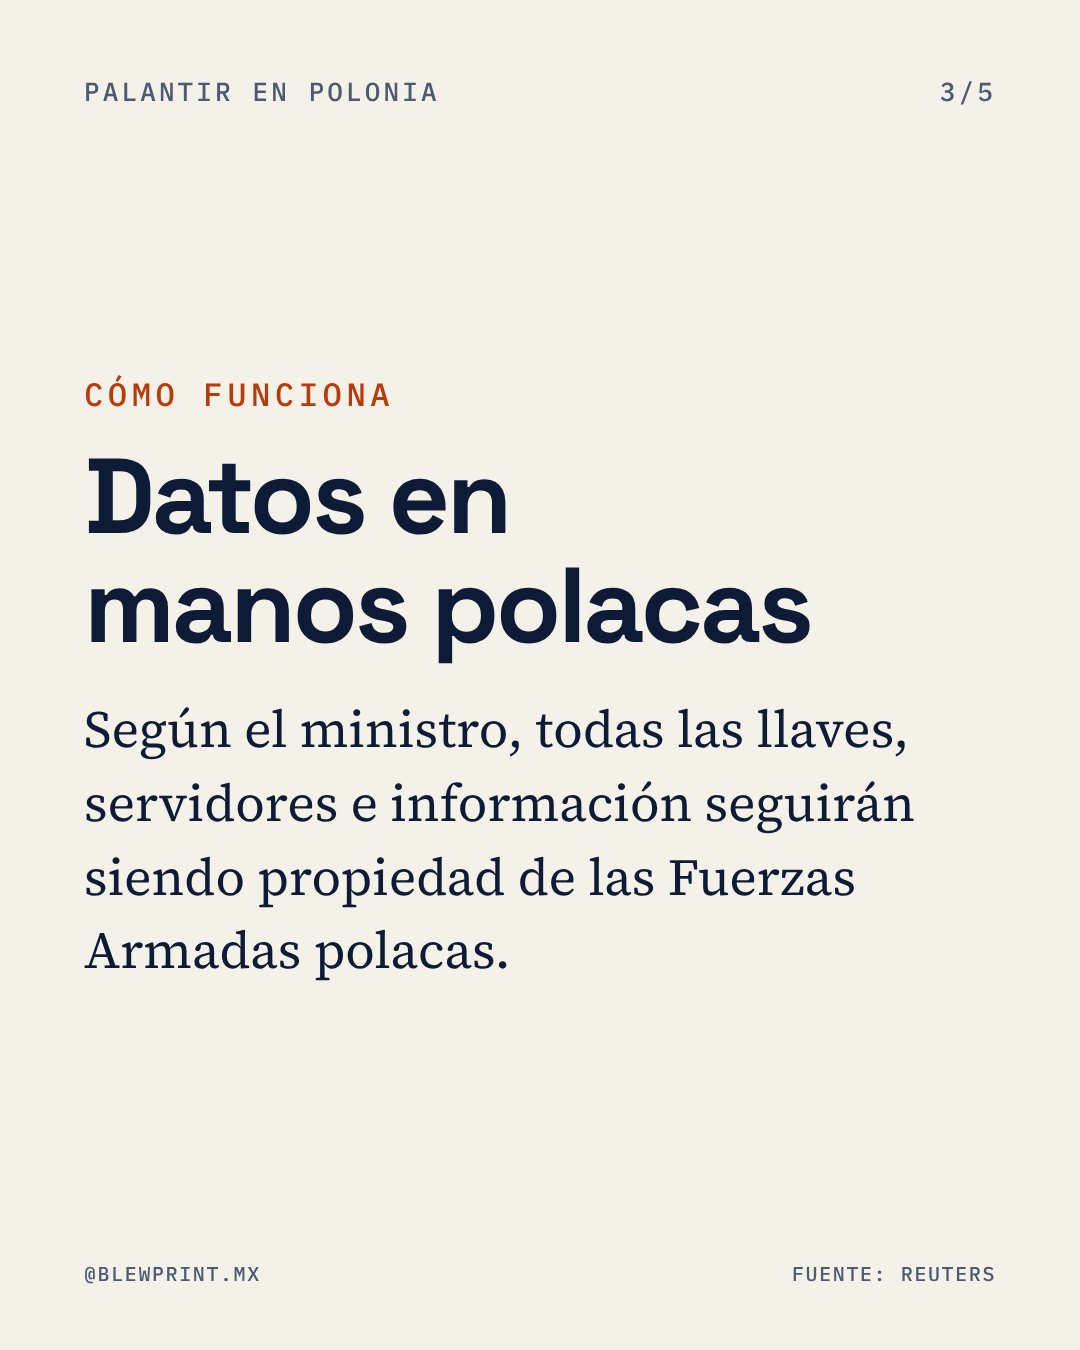 PALANTIR EN POLONIA
3/5
CÓMO FUNCIONA
Datos en
manos polacas
Según el ministro, todas las llaves,
servidores e información seguirán
siendo propiedad de las Fuerzas
Armadas polacas.
@BLEWPRINT.MX
FUENTE: REUTERS